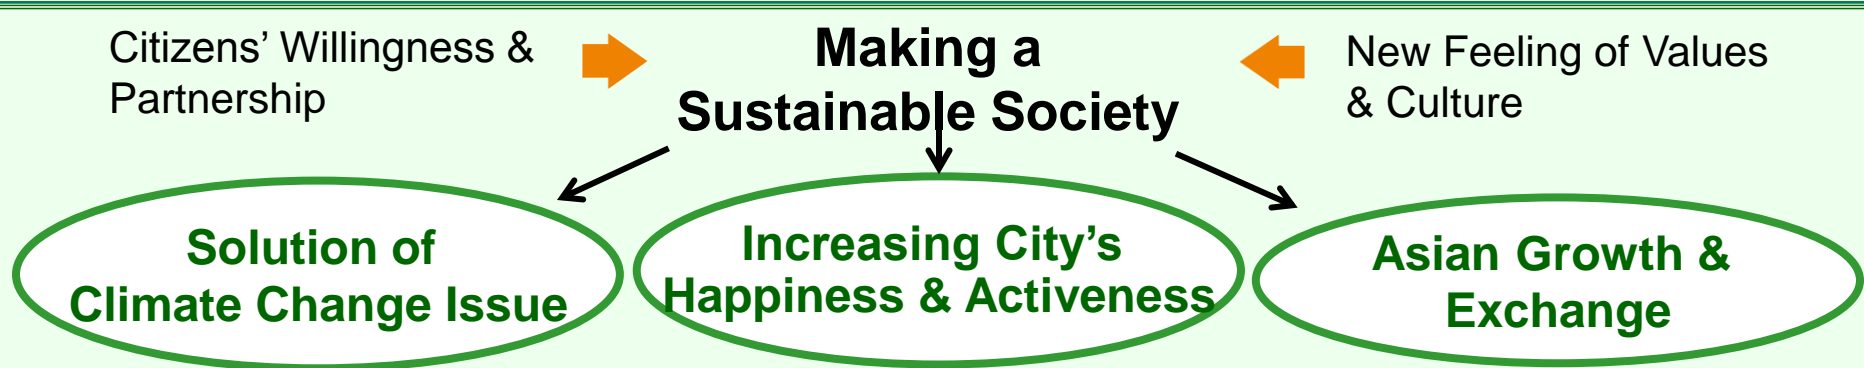 Citizens’ Willingness &
Partnership
Making a
Sustainable Society
New Feeling of Values
& Culture
Solution of
Climate Change Issue
Increasing City’s
Happiness & Activeness
Asian Growth &
Exchange